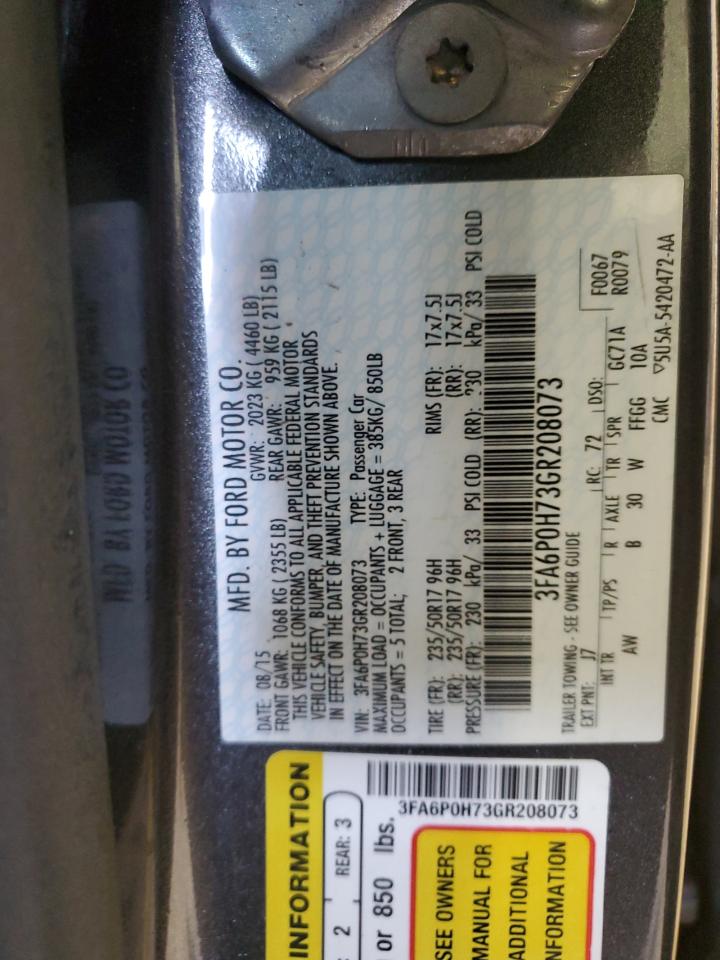 MFD. BY FORD MOTOR CO.
DATE: 08/15 GVWR: 2023 KG ( 4460 LB)
FRONT GAWR: 1068 KG ( 2355 LB) REAR GAWR: 959 KG ( 2115 LB)
THIS VEHICLE CONFORMS TO ALL APPLICABLE FEDERAL MOTOR
VEHICLE SAFETY, BUMPER, AND THEFT PREVENTION STANDARDS
IN EFFECT ON THE DATE OF MANUFACTURE SHOWN ABOVE.
VIN: 3FA6P0H73GR208073 TYPE: Passenger Car
MAXIMUM LOAD = OCCUPANTS + LUGGAGE = 385KG/ 850LB
OCCUPANTS = 5 TOTAL; 2 FRONT, 3 REAR
TIRE (FR): 235/50R17 96H RIMS (FR): 17x7.5J
(RR): 235/50R17 96H (RR): 17x7.5J
PRESSURE (FR): 230 kPa/ 33 PSI COLD (RR): 230 kPa/ 33 PSI COLD
3FA6P0H73GR208073
F0067
R0079
TRAILER TOWING - SEE OWNER GUIDE
EXT PNT: J7 RC: 72 DSO:
INT TR TP/PS R AXLE TR SPR GC71A
AW B 30 W FFGG 10A
CMC ▽5U5A-5420472-AA
INFORMATION
2 REAR: 3
or 850 lbs.
3FA6P0H73GR208073
SEE OWNERS
MANUAL FOR
ADDITIONAL
INFORMATION